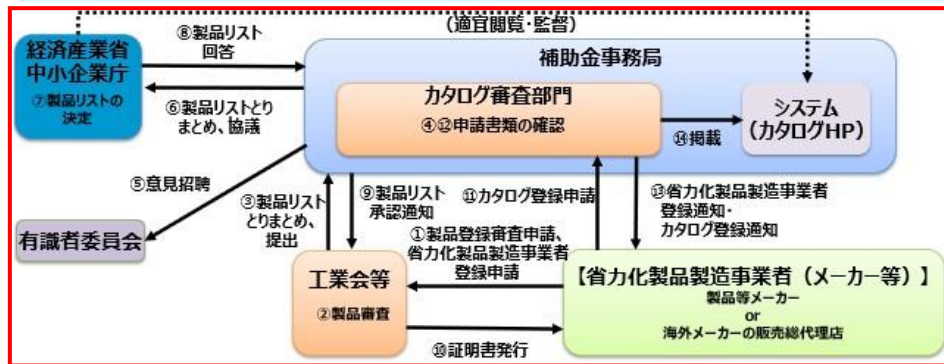 (適宜閲覧・監督)
経済産業省
中小企業庁
⑦製品リストの
決定
⑧製品リスト
回答
⑥製品リストとり
まとめ、協議
補助金事務局
カタログ審査部門
④⑫申請書類の確認
⑭掲載
システム
(カタログHP)
⑤意見招聘
有識者委員会
③製品リスト
とりまとめ、
提出
⑨製品リスト
承認通知
⑪カタログ登録申請
⑬省力化製品製造事業者
登録通知・
カタログ登録通知
①製品登録審査申請、
省力化製品製造事業者
登録申請
工業会等
②製品審査
⑩証明書発行
【省力化製品製造事業者(メーカー等)】
製品等メーカー
or
海外メーカーの販売総代理店